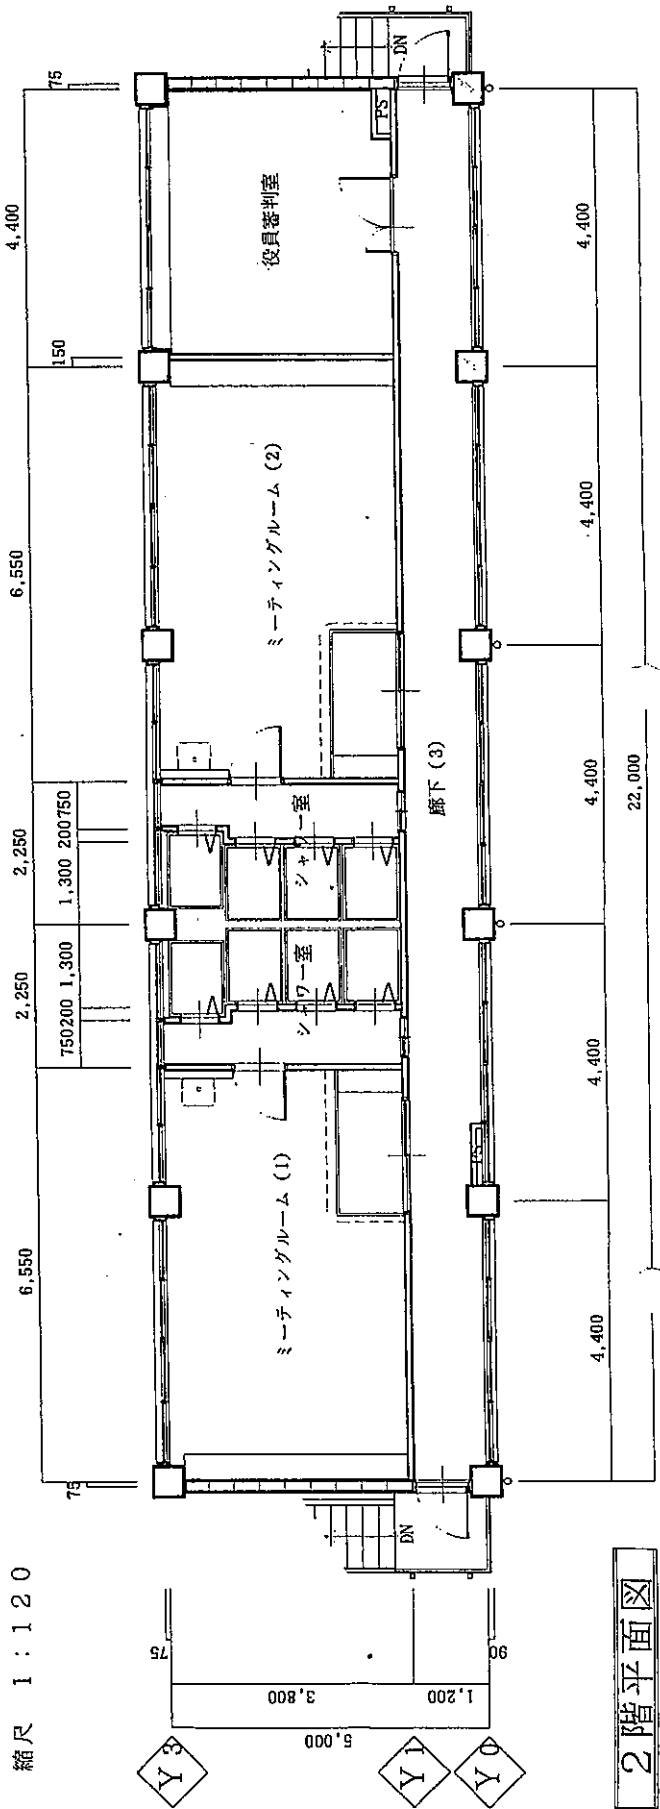 縮尺 1:120
6,550
2,250
2,250
6,550
4,400
75
750
200
1,300
1,300
200
750
150
75
ミーティングルーム(1)
シャワー室
シャワー室
ミーティングルーム(2)
役員審判室
PS
DN
DN
廊下(3)
PS
4,400
4,400
4,400
4,400
4,400
22,000
75
3,800
1,200
5,000
90
Y3
Y1
Y0
2階平面図